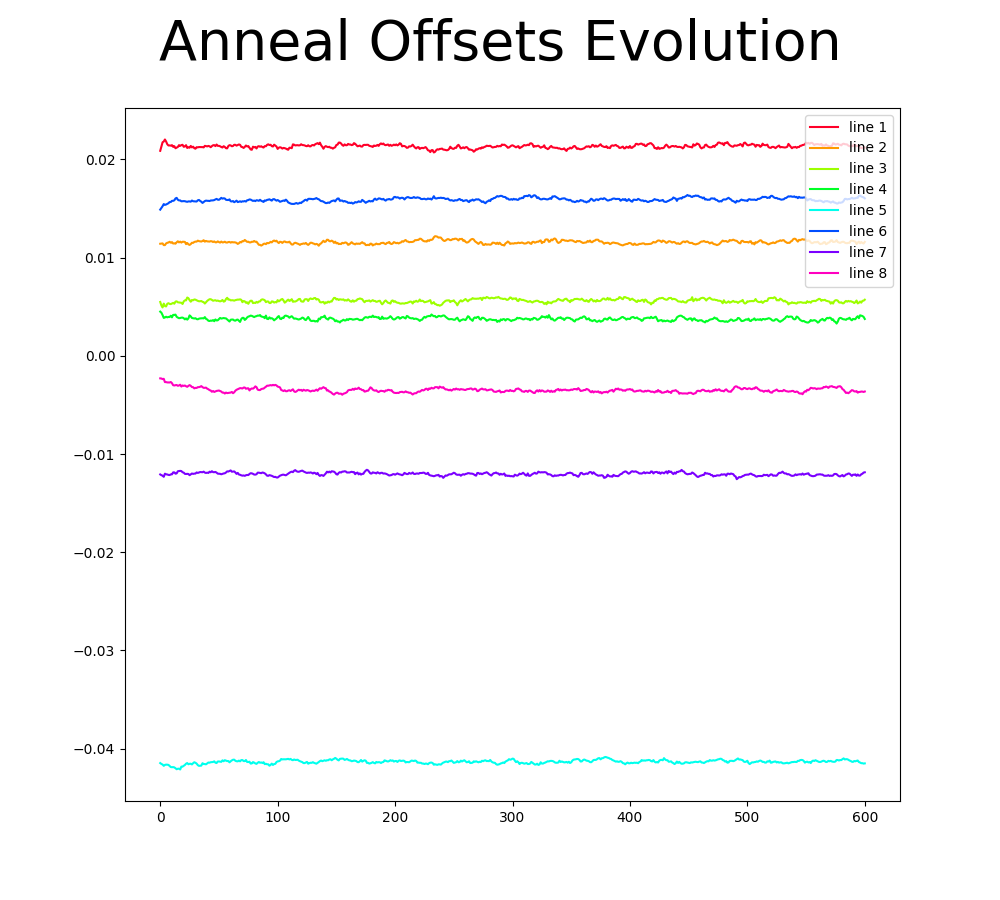 Anneal Offsets Evolution
line 1
line 2
line 3
line 4
line 5
line 6
line 7
line 8
0.02
0.01
0.00
−0.01
−0.02
−0.03
−0.04
0 100 200 300 400 500 600